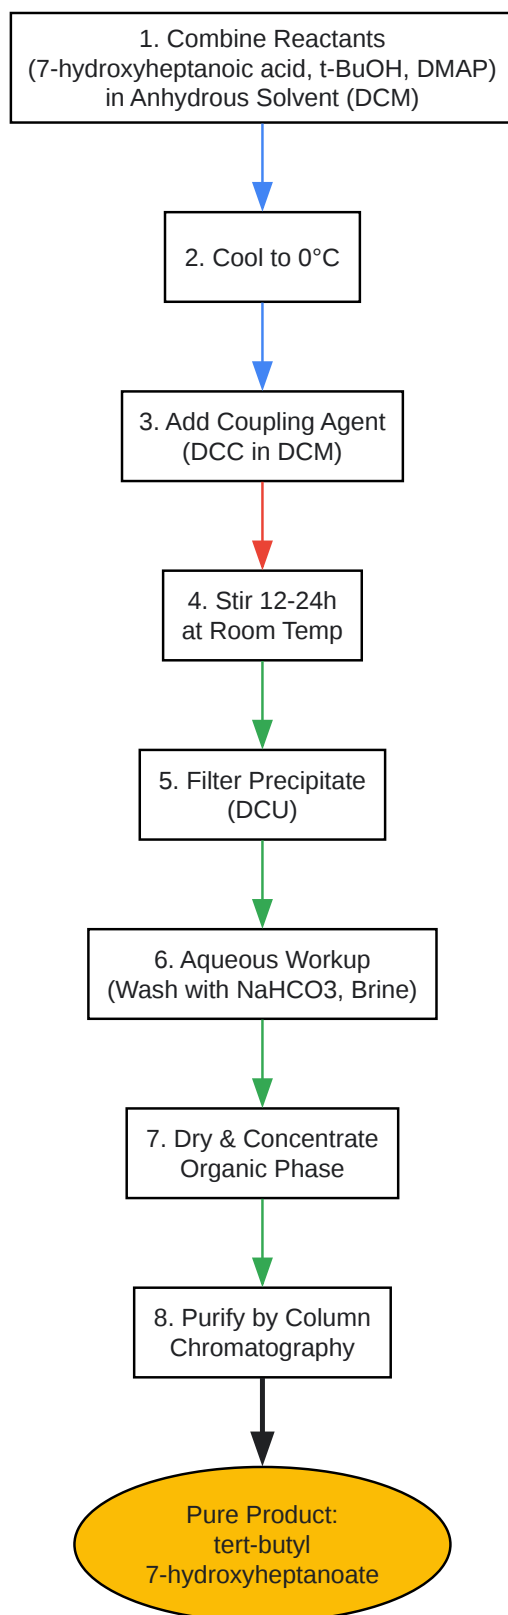 1. Combine Reactants
(7-hydroxyheptanoic acid, t-BuOH, DMAP)
in Anhydrous Solvent (DCM)
2. Cool to 0°C
3. Add Coupling Agent
(DCC in DCM)
4. Stir 12-24h
at Room Temp
5. Filter Precipitate
(DCU)
6. Aqueous Workup
(Wash with NaHCO3, Brine)
7. Dry & Concentrate
Organic Phase
8. Purify by Column
Chromatography
Pure Product:
tert-butyl
7-hydroxyheptanoate